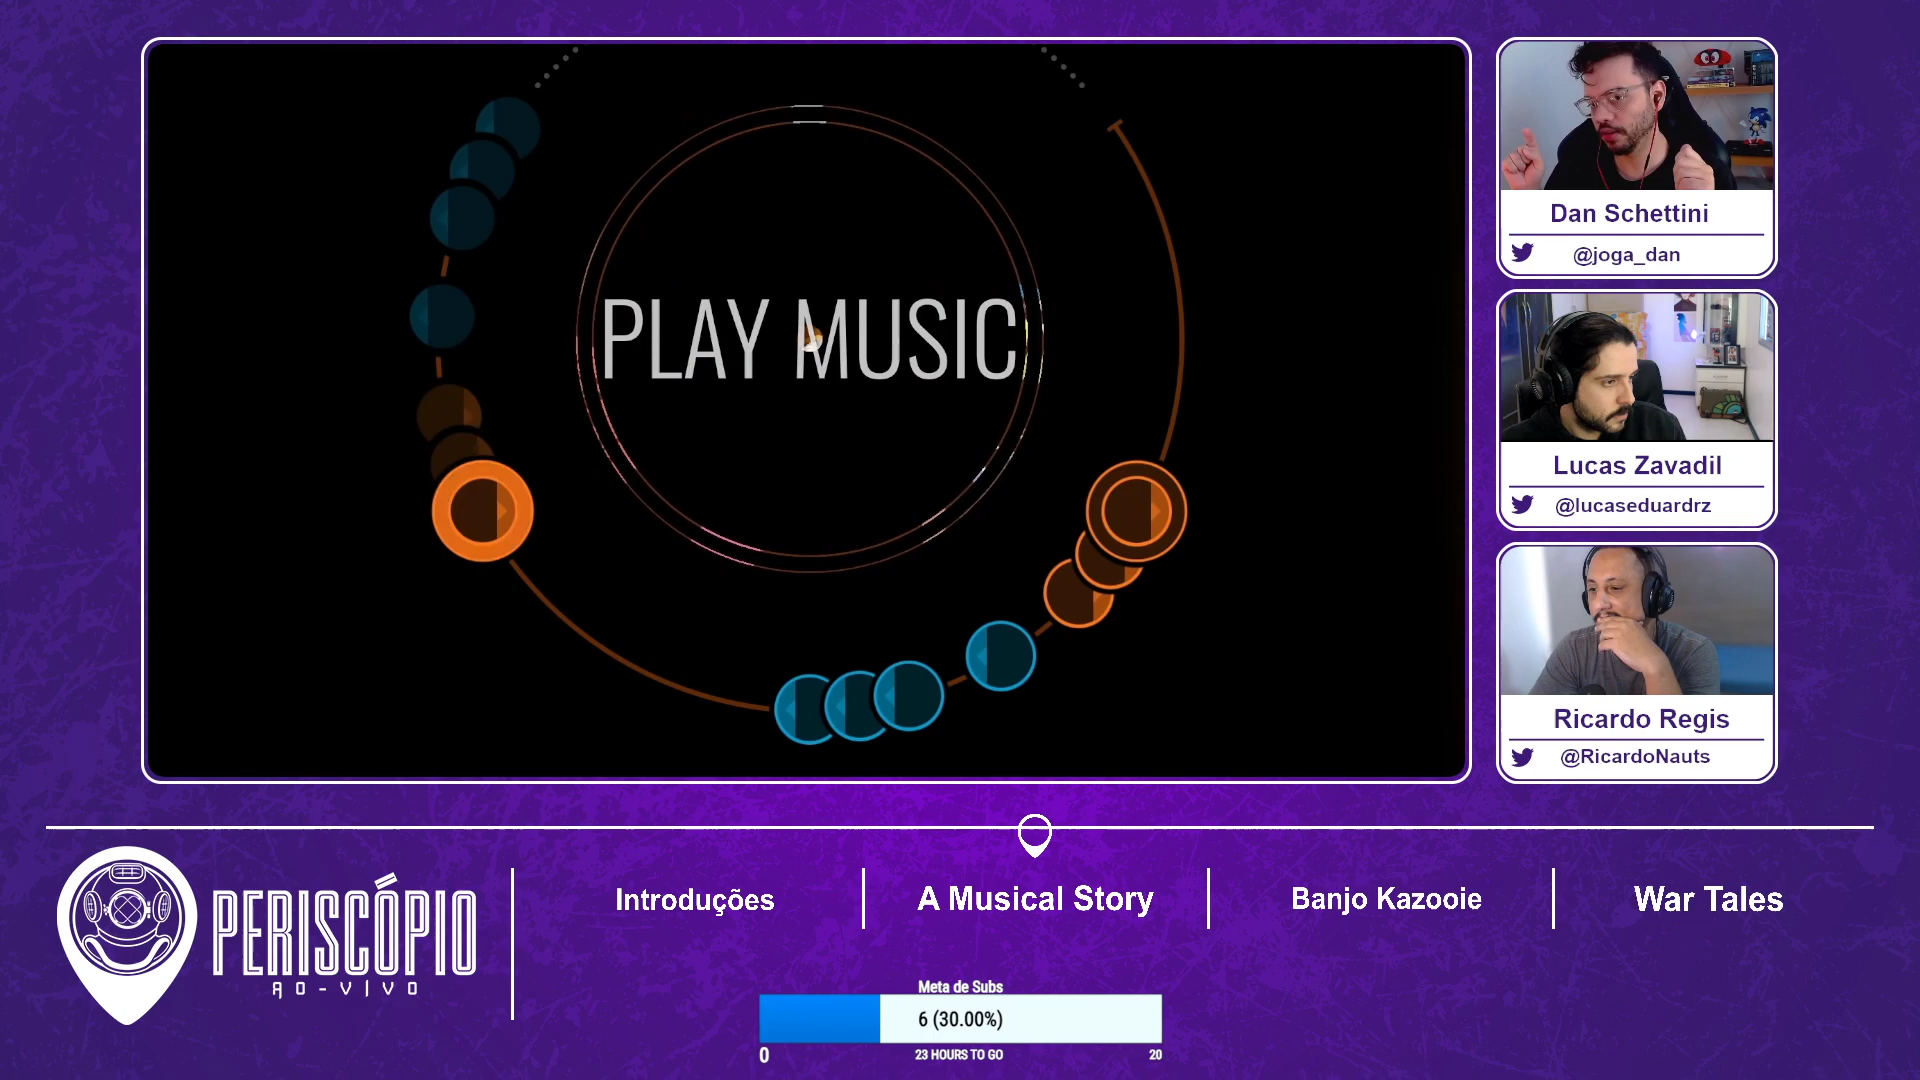 PLAY MUSIC
Dan Schettini
@joga_dan
Lucas Zavadil
@lucaseduardrz
Ricardo Regis
@RicardoNauts
PERISCÓPIO
AO-VIVO
Introduções
A Musical Story
Banjo Kazooie
War Tales
Meta de Subs
6 (30.00%)
0
23 HOURS TO GO
20